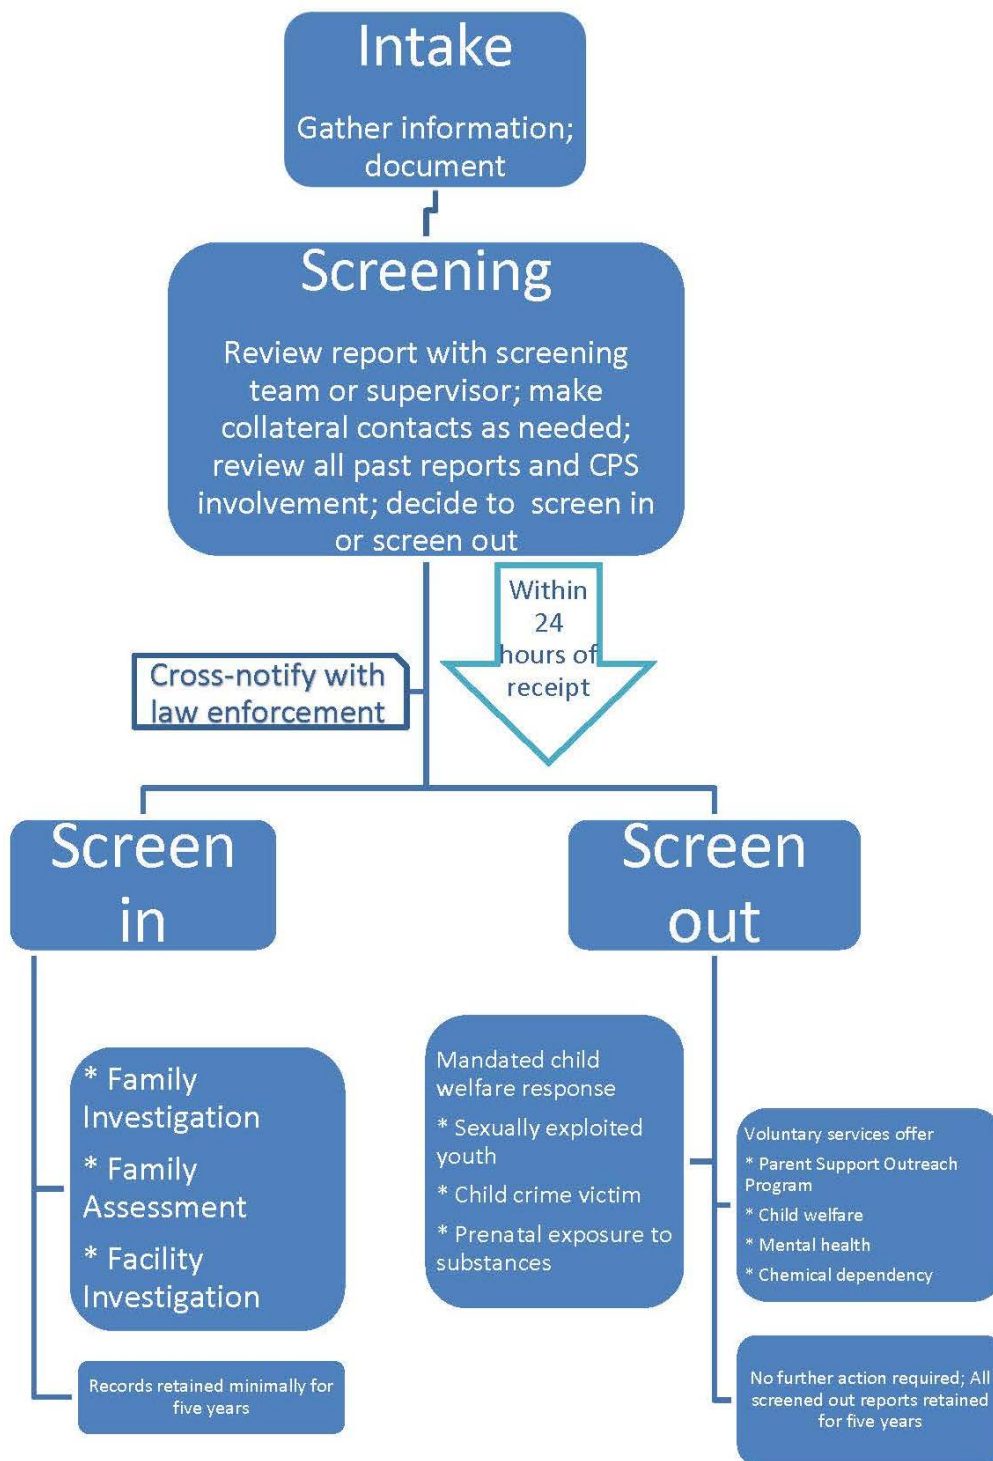 Intake
Gather information;
document
Screening
Review report with screening
team or supervisor; make
collateral contacts as needed;
review all past reports and CPS
involvement; decide to screen in
or screen out
Within
24
hours of
receipt
Cross-notify with
law enforcement
Screen
in
Screen
out
* Family
Investigation
* Family
Assessment
* Facility
Investigation
Records retained minimally for
five years
Mandated child
welfare response
* Sexually exploited
youth
* Child crime victim
* Prenatal exposure to
substances
Voluntary services offer
* Parent Support Outreach
Program
* Child welfare
* Mental health
* Chemical dependency
No further action required; All
screened out reports retained
for five years